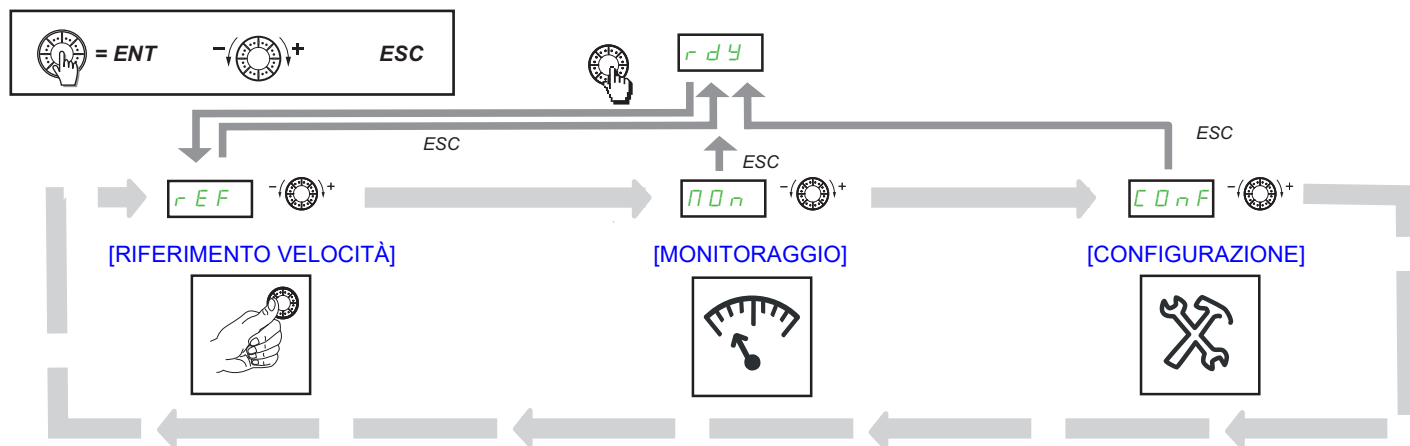 = ENT - + ESC
rdY
ESC
ESC
ESC
rEF - +
MOn - +
COnF - +
[RIFERIMENTO VELOCITÀ]
[MONITORAGGIO]
[CONFIGURAZIONE]